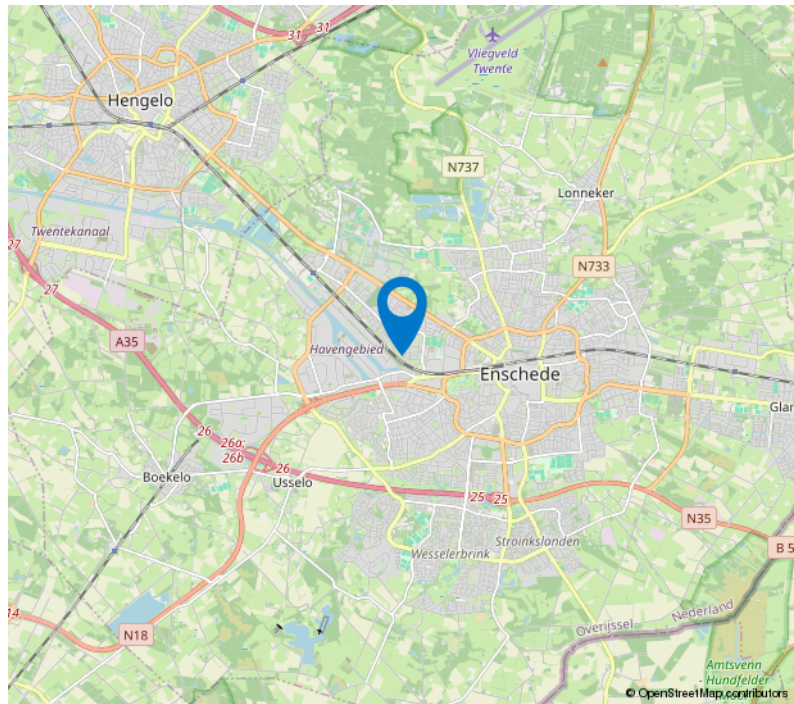 31
31
Vliegveld
Twente
Hengelo
N737
Lonneker
Twentekanaal
27
N733
27
A35
Havengebied
Enschede
Glan
26
26a;
26b
26
Boekelo
Usselo
25
25
N35
Stroinkslanden
B 5
Wesselerbrink
14
N18
Overijssel
Nederland
Amtsvenn
- Hundfelder
© OpenStreetMap contributors